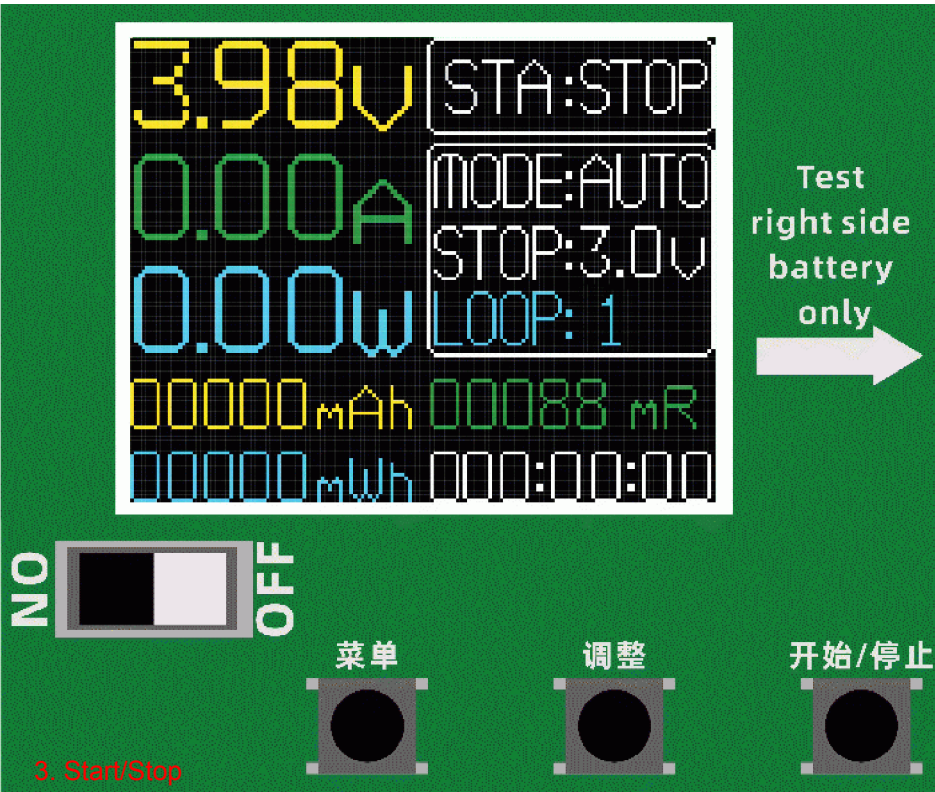 3.98V
STA:STOP
0.00A
MODE:AUTO
STOP:3.0v
0.00W
LOOP: 1
00000mAh
00088 mR
00000mWh
000:00:00
Test
right side
battery
only
ON
OFF
菜单
调整
开始/停止
3. Start/Stop